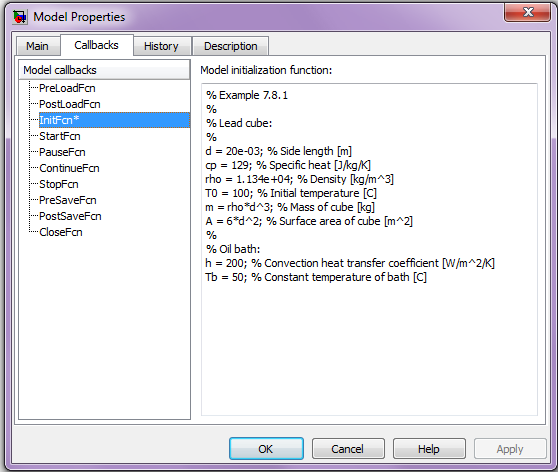 Model Properties
Main Callbacks History Description
Model callbacks
PreLoadFcn
PostLoadFcn
InitFcn*
StartFcn
PauseFcn
ContinueFcn
StopFcn
PreSaveFcn
PostSaveFcn
CloseFcn
Model initialization function:
% Example 7.8.1
%
% Lead cube:
%
d = 20e-03; % Side length [m]
cp = 129; % Specific heat [J/kg/K]
rho = 1.134e+04; % Density [kg/m^3]
T0 = 100; % Initial temperature [C]
m = rho*d^3; % Mass of cube [kg]
A = 6*d^2; % Surface area of cube [m^2]
%
% Oil bath:
h = 200; % Convection heat transfer coefficient [W/m^2/K]
Tb = 50; % Constant temperature of bath [C]
OK Cancel Help Apply